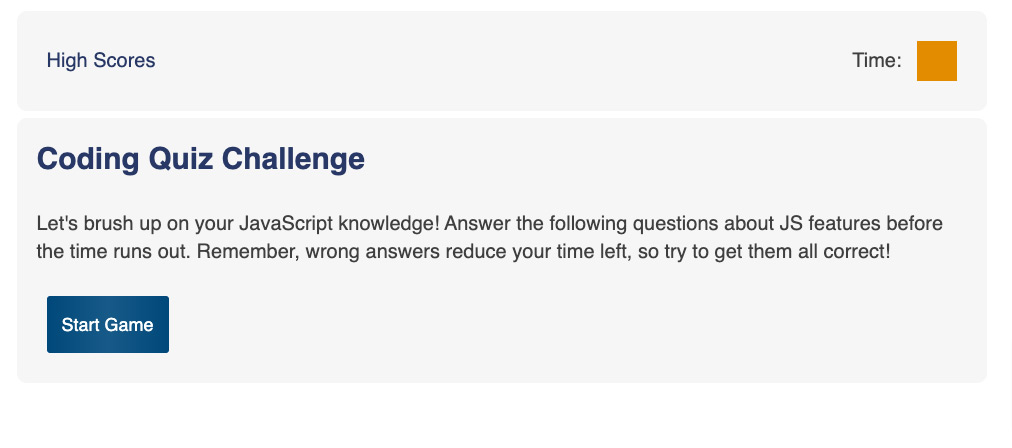 High Scores
Time:
Coding Quiz Challenge
Let's brush up on your JavaScript knowledge! Answer the following questions about JS features before
the time runs out. Remember, wrong answers reduce your time left, so try to get them all correct!
Start Game